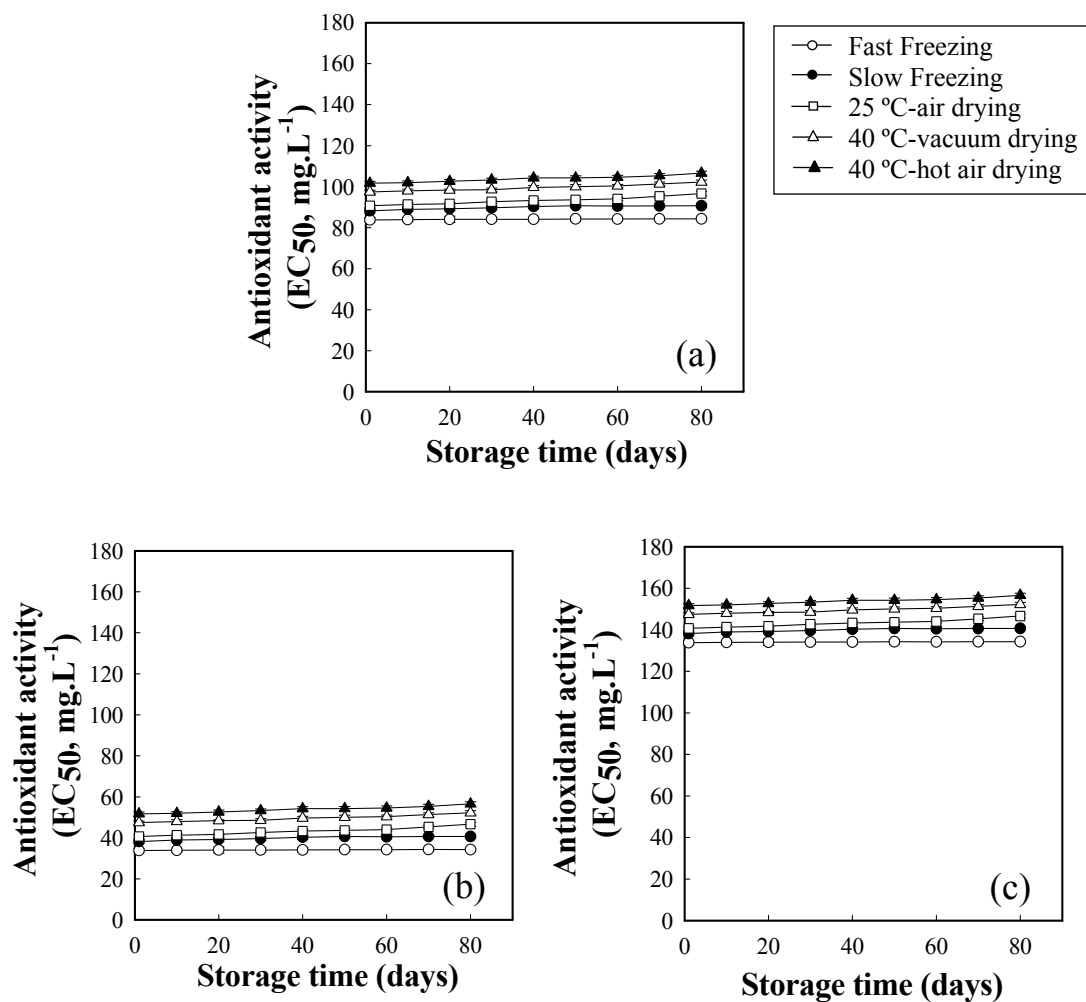 Antioxidant activity
(EC50, mg.L-1)
180
160
140
120
100
80
60
40
20
0
0 20 40 60 80
Storage time (days)
(a)
Fast Freezing
Slow Freezing
25 ºC-air drying
40 ºC-vacuum drying
40 ºC-hot air drying
Antioxidant activity
(EC50, mg.L-1)
180
160
140
120
100
80
60
40
20
0
0 20 40 60 80
Storage time (days)
(b)
Antioxidant activity
(EC50, mg.L-1)
180
160
140
120
100
80
60
40
20
0
0 20 40 60 80
Storage time (days)
(c)